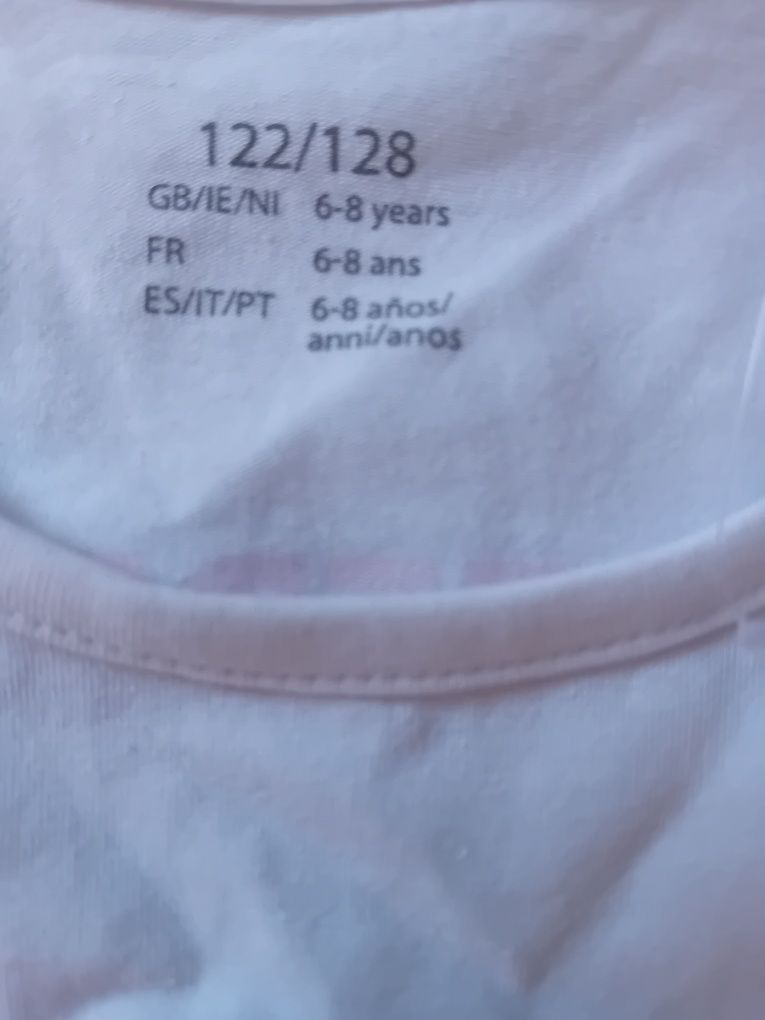 122/128
GB/IE/NI 6-8 years
FR 6-8 ans
ES/IT/PT 6-8 años/
anni/anos